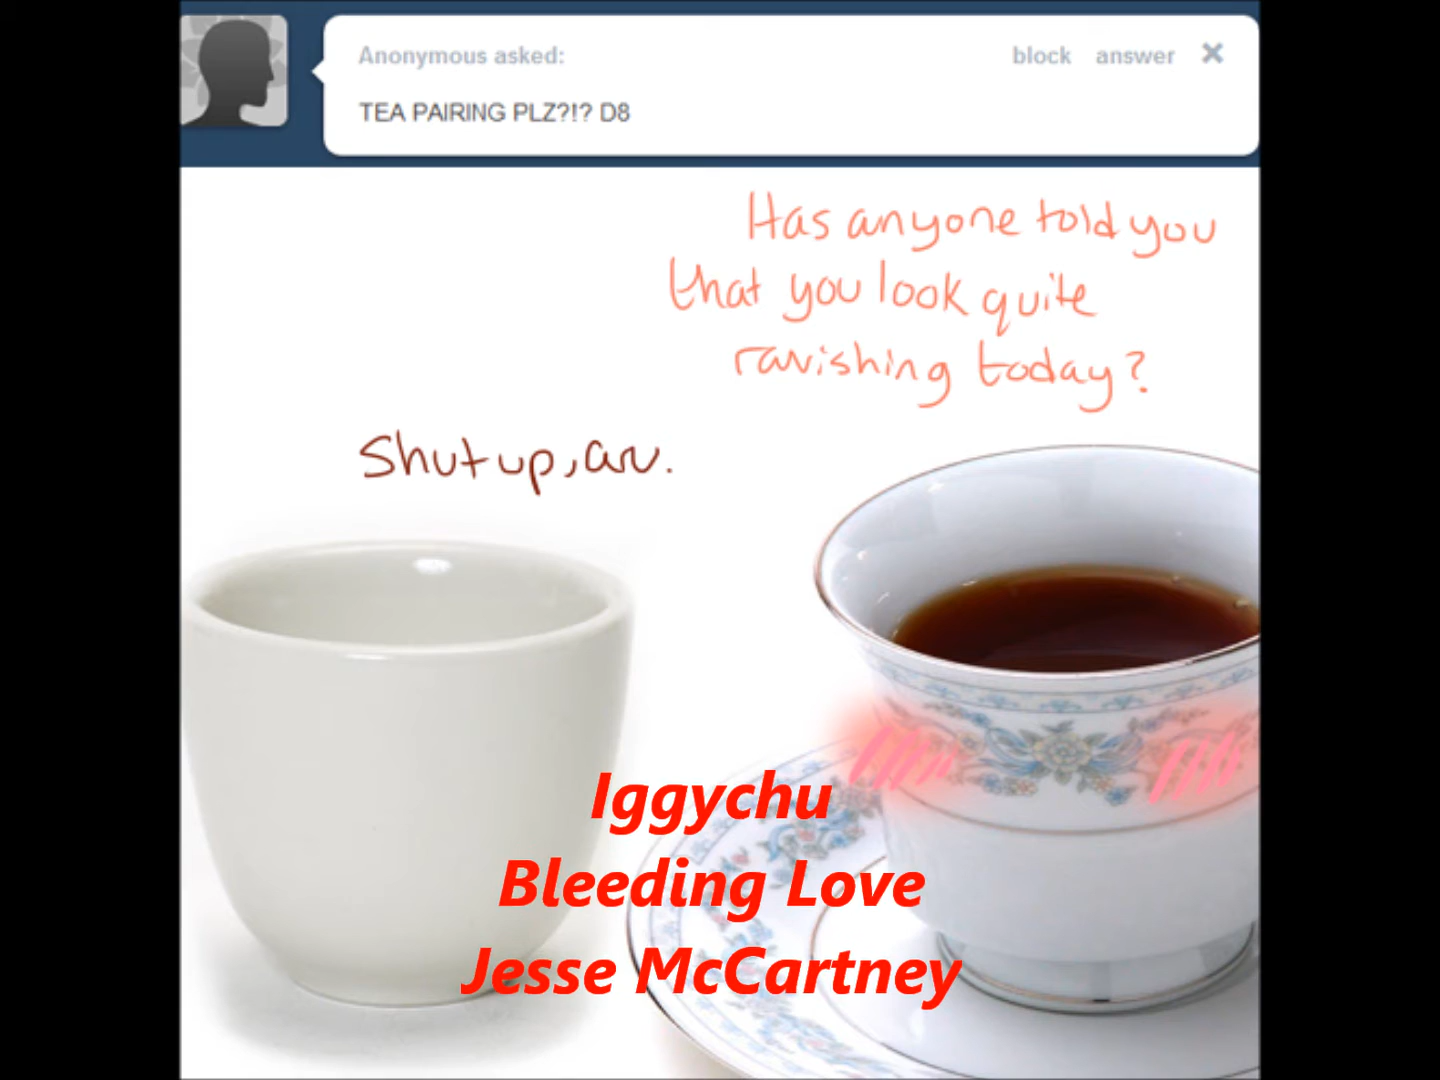 Anonymous asked:
block answer
TEA PAIRING PLZ?!? D8
Has anyone told you
that you look quite
ravishing today?
Shut up, aru.
Iggychu
Bleeding Love
Jesse McCartney